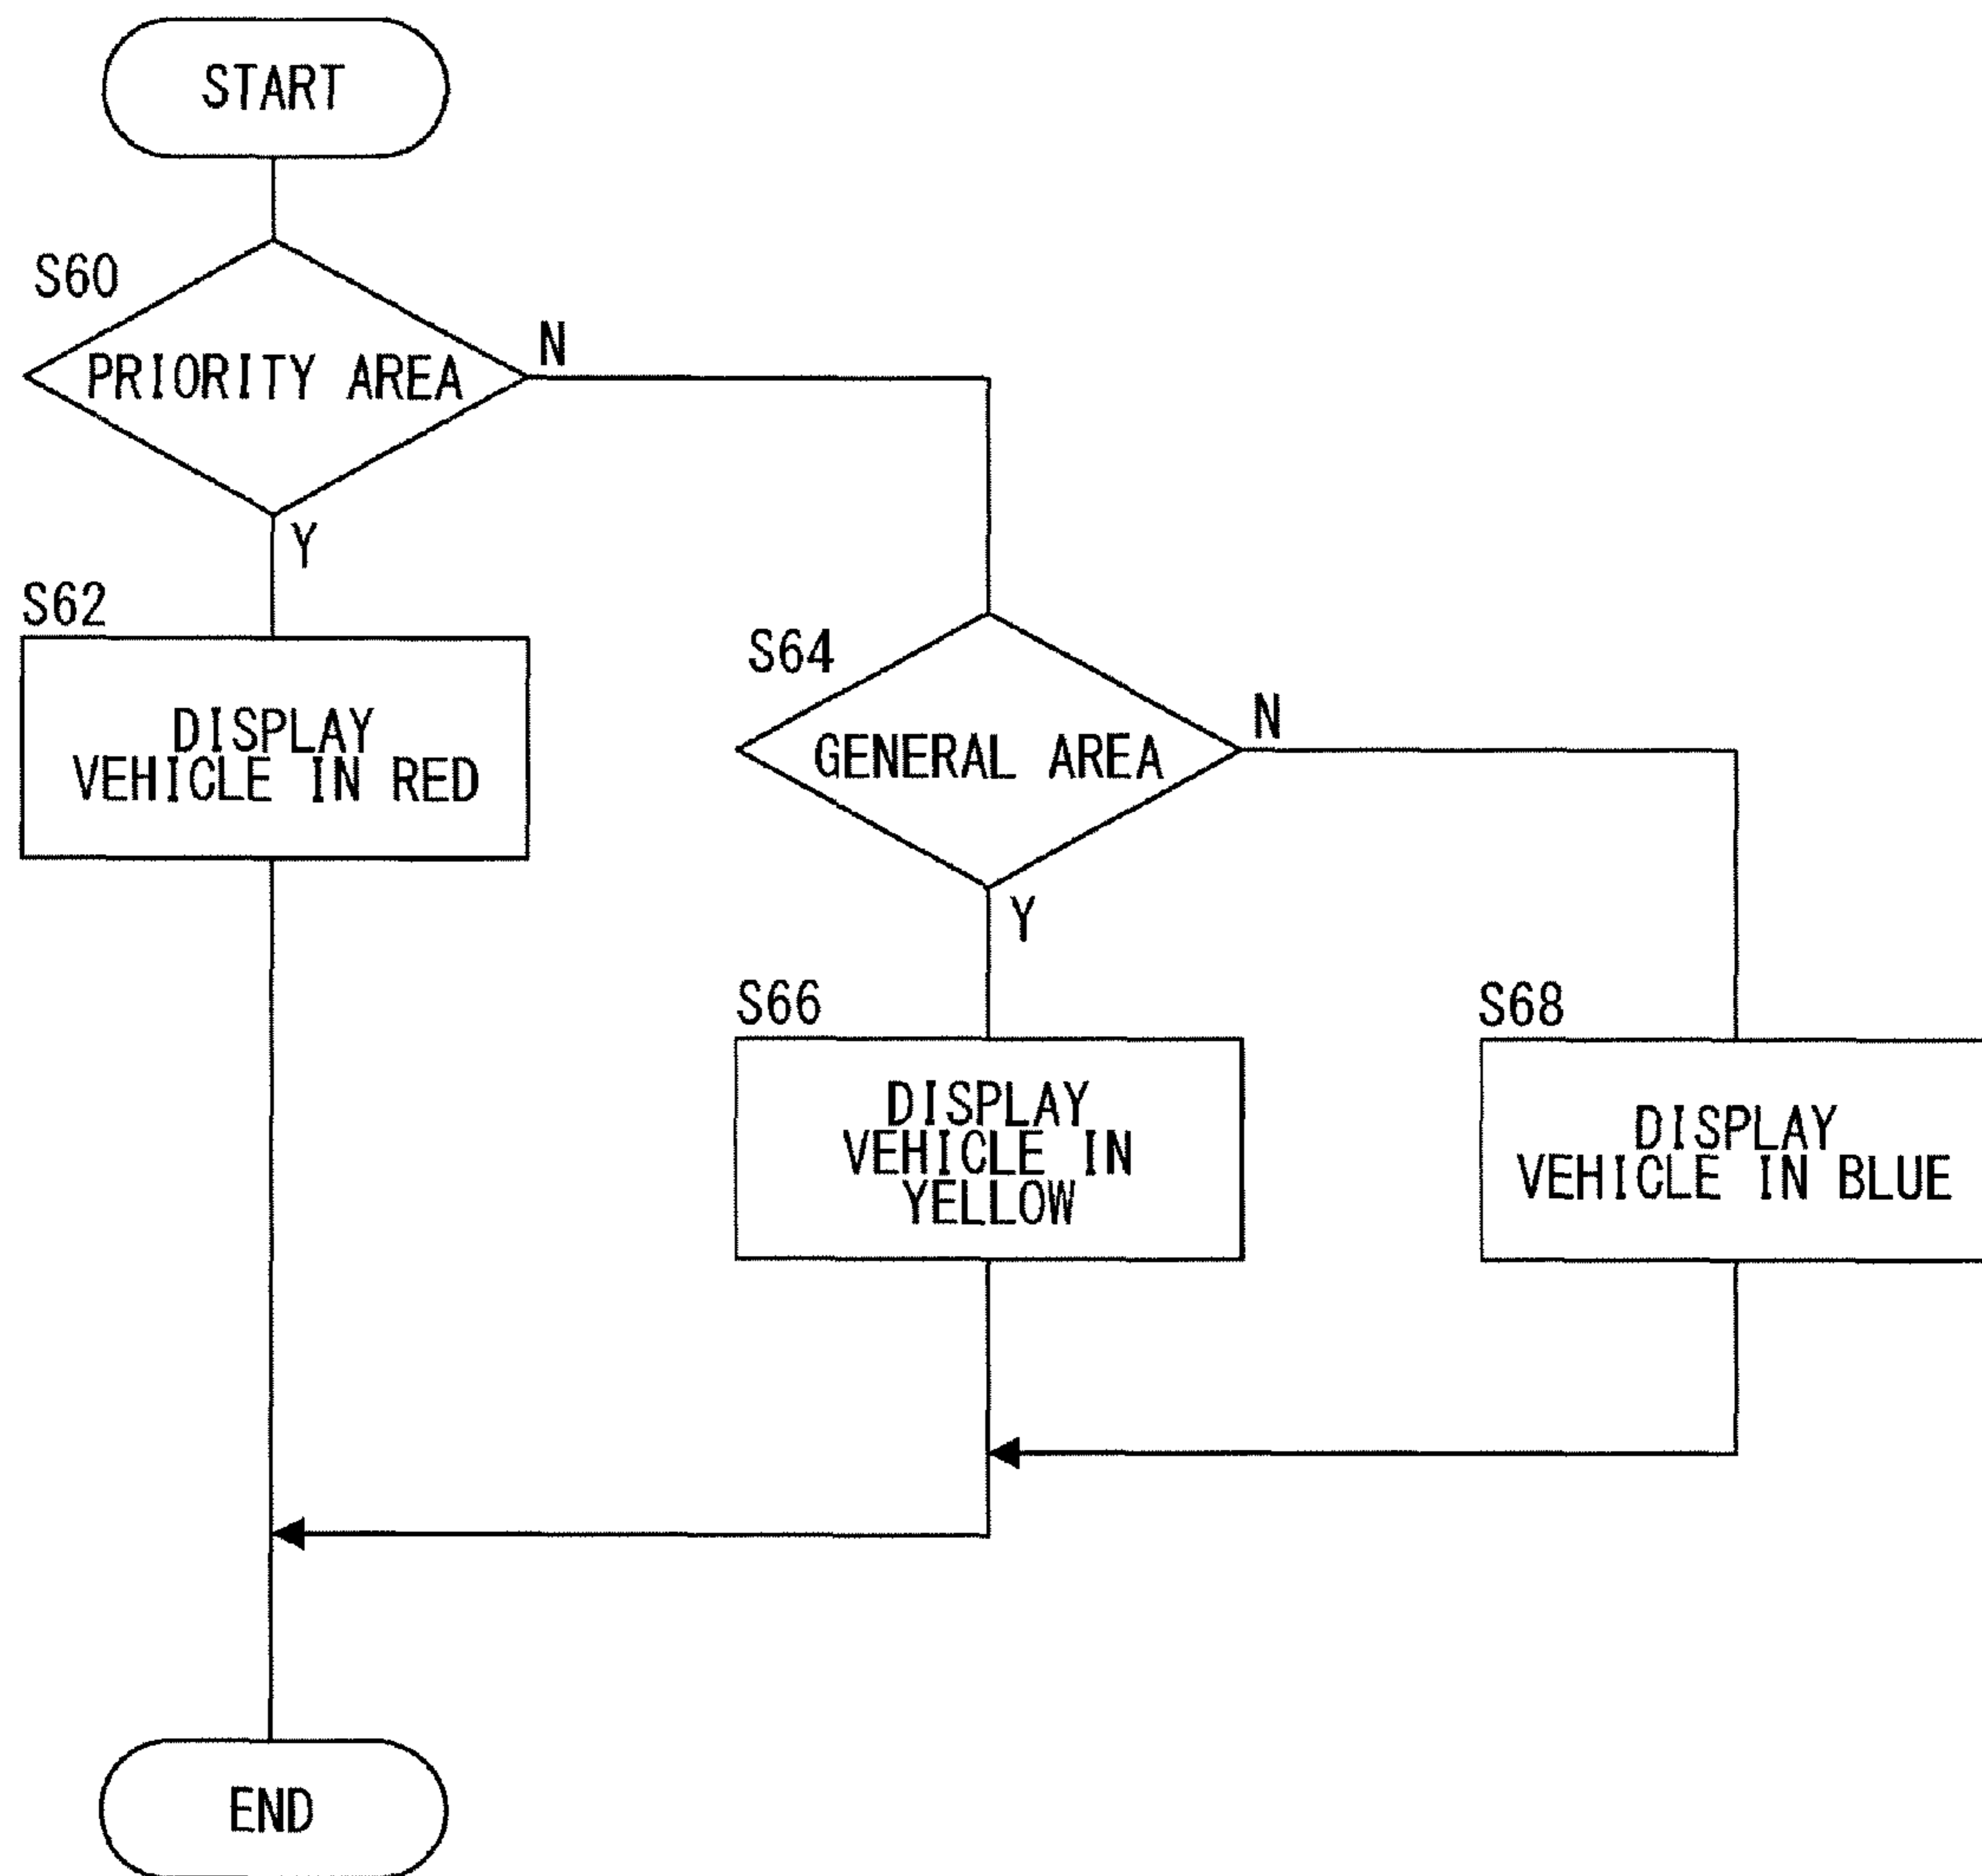 START
S60
PRIORITY AREA
N
Y
S62
DISPLAY
VEHICLE IN RED
S64
GENERAL AREA
N
Y
S66
DISPLAY
VEHICLE IN
YELLOW
S68
DISPLAY
VEHICLE IN BLUE
END